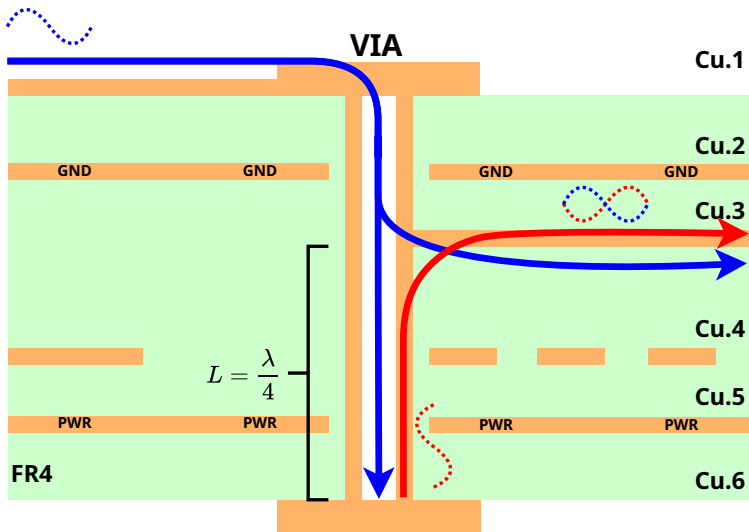 VIA
Cu.1
Cu.2
GND GND GND GND
Cu.3
Cu.4
L = λ/4
Cu.5
PWR PWR PWR PWR
FR4
Cu.6